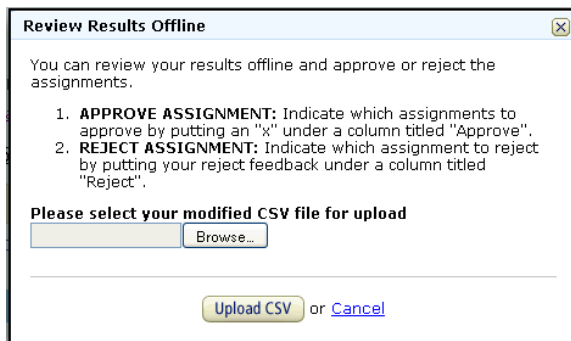 Review Results Offline
You can review your results offline and approve or reject the
assignments.
1. APPROVE ASSIGNMENT: Indicate which assignments to
approve by putting an "x" under a column titled "Approve".
2. REJECT ASSIGNMENT: Indicate which assignment to reject
by putting your reject feedback under a column titled
"Reject".
Please select your modified CSV file for upload
Browse...
Upload CSV or Cancel